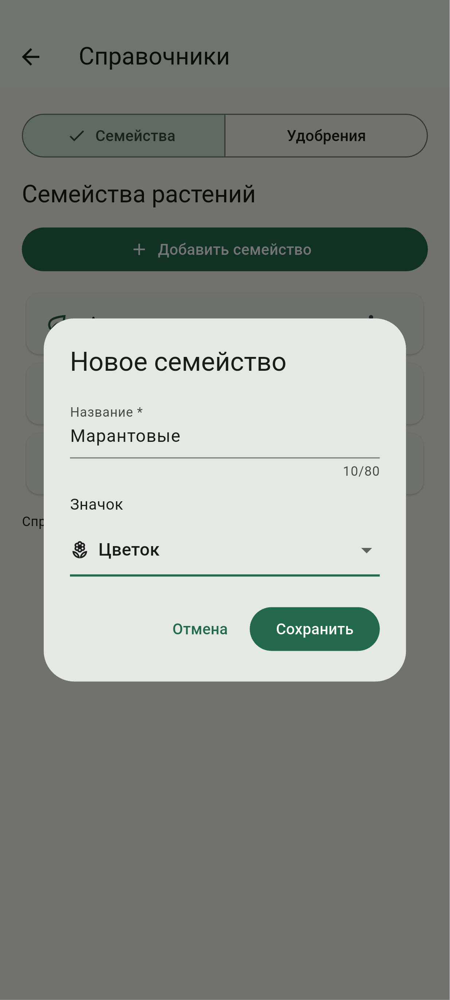 Справочники
Семейства
Удобрения
Семейства растений
Добавить семейство
Новое семейство
Название *
Марантовые
10/80
Значок
Цветок
Отмена
Сохранить